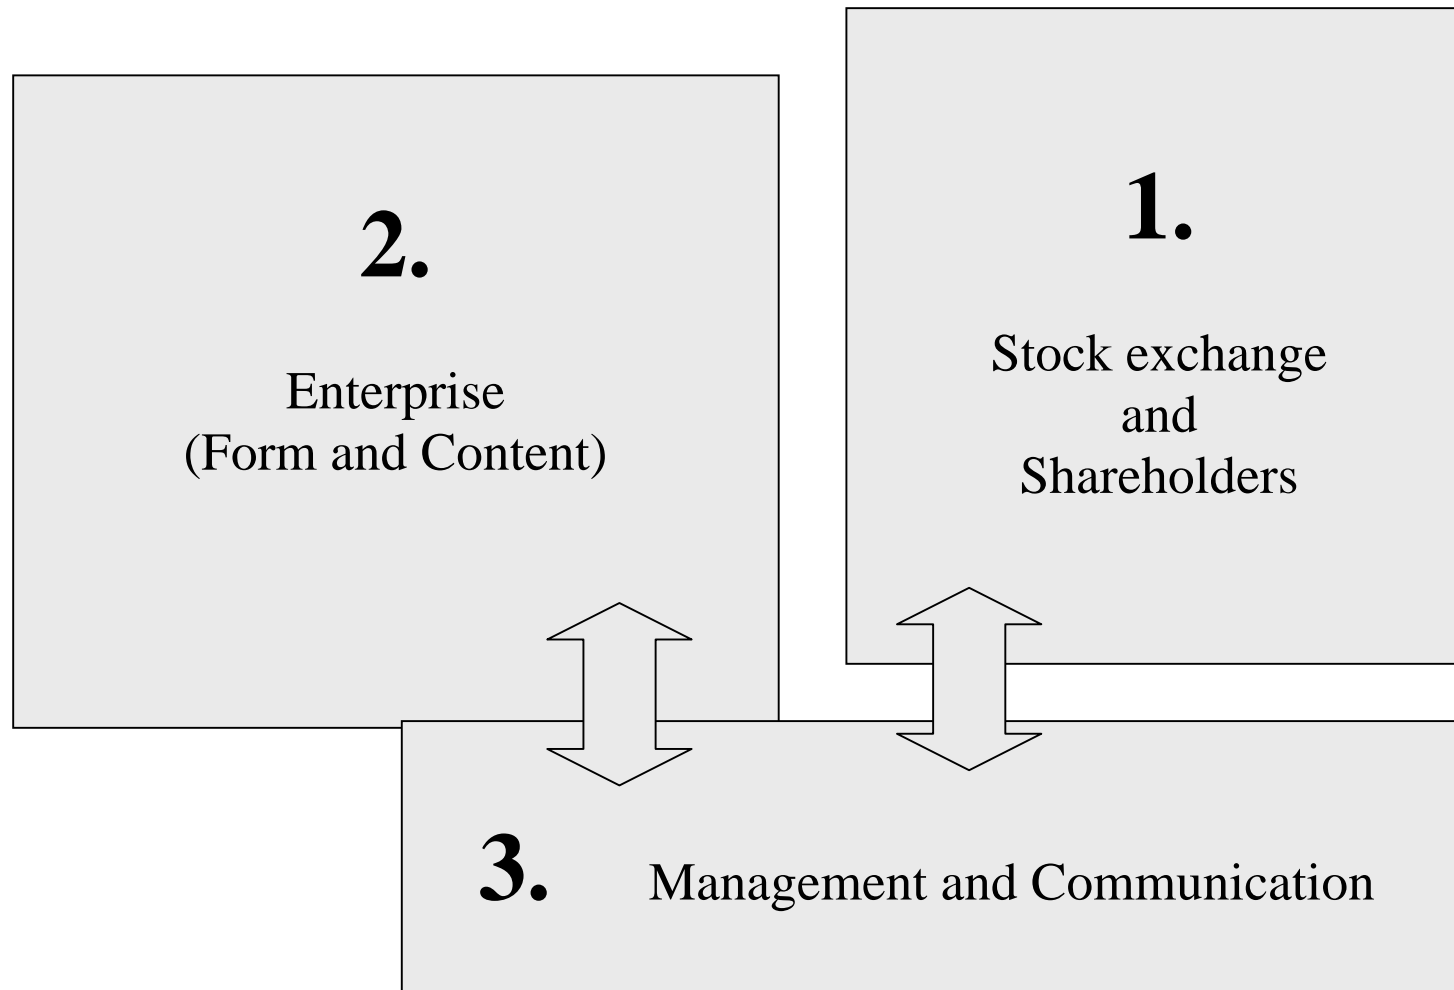 2.
Enterprise
(Form and Content)
1.
Stock exchange
and
Shareholders
3. Management and Communication